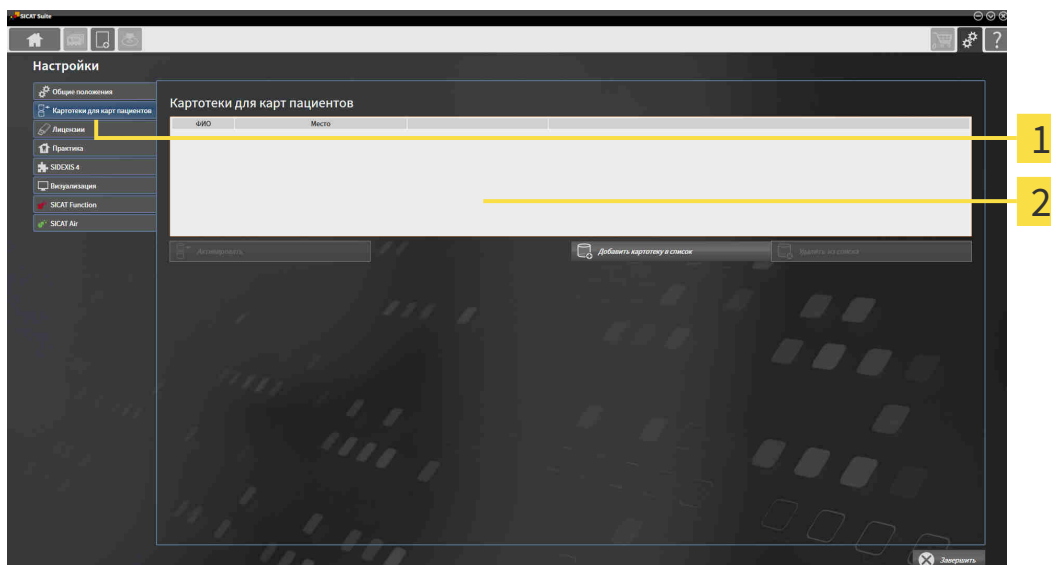 SICAT Suite
?
Настройки
Общие положения
Картотеки для карт пациентов
Лицензии
Практика
SIDEXIS 4
Визуализация
SICAT Function
SICAT Air
Картотеки для карт пациентов
ФИО Место
Активировать
Добавить картотеку в список
Удалить из списка
Завершить
1
2